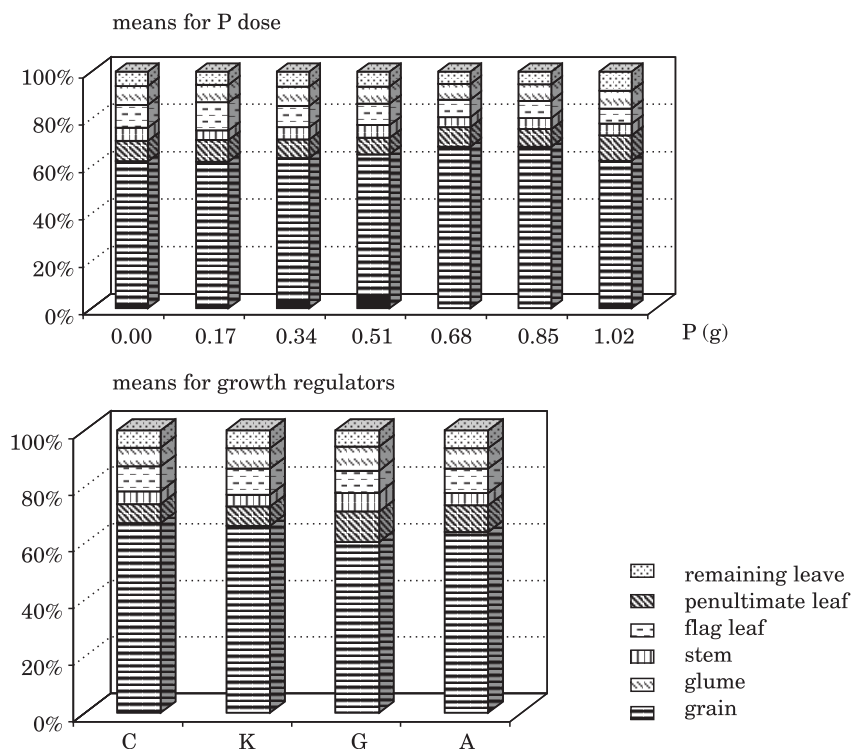 means for P dose
100%
80%
60%
40%
20%
0%
0.00 0.17 0.34 0.51 0.68 0.85 1.02 P (g)
means for growth regulators
100%
80%
60%
40%
20%
0%
C K G A
remaining leave
penultimate leaf
flag leaf
stem
glume
grain